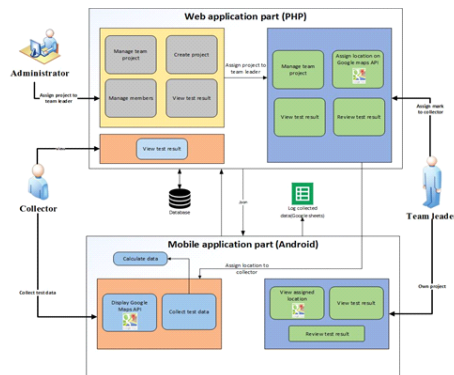 Web application part (PHP)
Manage team
project
Create project
Manage members
View test result
Assign project to
team leader
Manage team
project
Assign location on
Google maps API
View test result
Review test result
View test result
Administrator
Assign project to
team leader
Collector
Collect test data
Assign mark
to collector
Team leade
Own project
Database
PHP
Log collected
data(Google sheets)
Mobile application part (Android)
Calculate data
Assign location to
collector
Display Google
Maps API
Collect test data
View assigned
location
View test result
Review test result